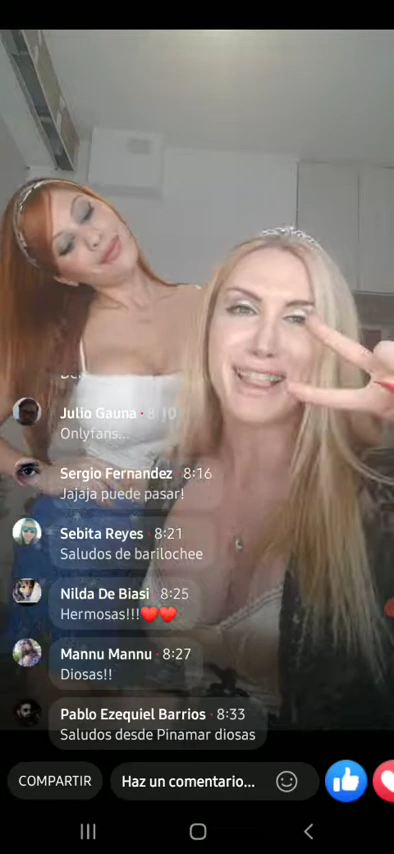 Julio Gauna · 8:10
Onlyfans...
Sergio Fernandez · 8:16
Jajaja puede pasar!
Sebita Reyes · 8:21
Saludos de barilochee
Nilda De Biasi · 8:25
Hermosas!!!❤️❤️
Mannu Mannu · 8:27
Diosas!!
Pablo Ezequiel Barrios · 8:33
Saludos desde Pinamar diosas
COMPARTIR
Haz un comentario...